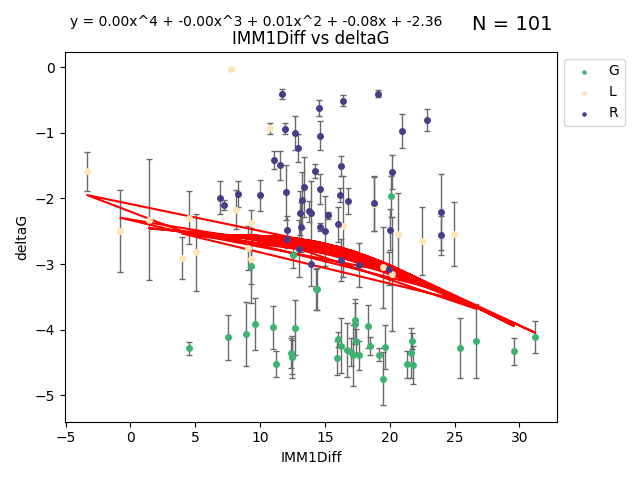 y = 0.00x^4 + -0.00x^3 + 0.01x^2 + -0.08x + -2.36 N = 101
IMM1Diff vs deltaG
0
−1
−2
−3
−4
−5
deltaG
−5 0 5 10 15 20 25 30
IMM1Diff
G
L
R